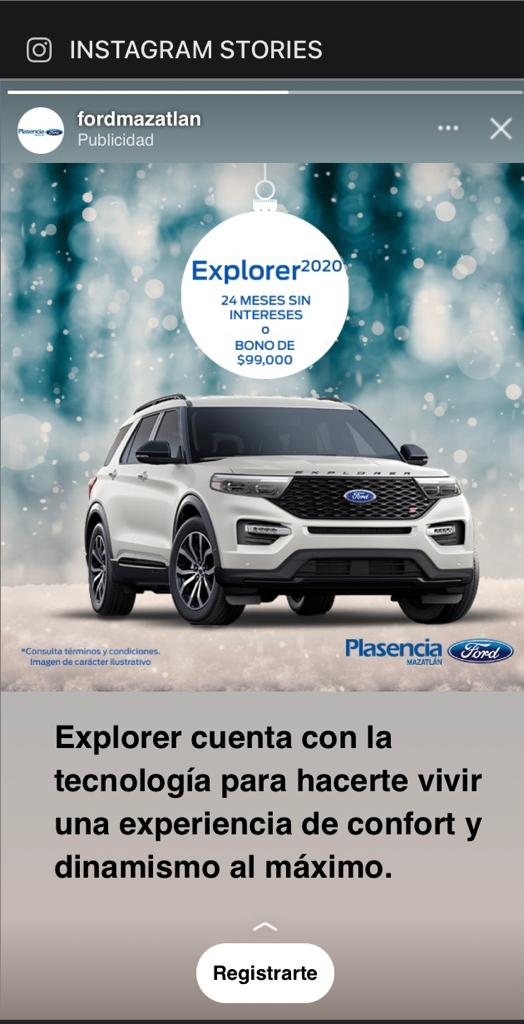 INSTAGRAM STORIES
fordmazatlan
Publicidad
Plasencia Ford
Explorer2020
24 MESES SIN
INTERESES
o
BONO DE
$99,000
EXPLORER
Ford
*Consulta términos y condiciones.
Imagen de carácter ilustrativo
Plasencia Ford
MAZATLÁN
Explorer cuenta con la
tecnología para hacerte vivir
una experiencia de confort y
dinamismo al máximo.
Registrarte